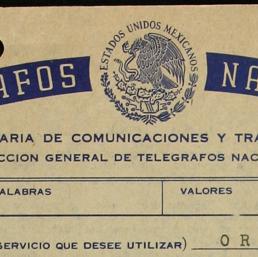 ESTADOS UNIDOS MEXICANOS
AFOS NA
ARIA DE COMUNICACIONES Y TRA
CCION GENERAL DE TELEGRAFOS NAC
ALABRAS VALORES
SERVICIO QUE DESEE UTILIZAR) OR